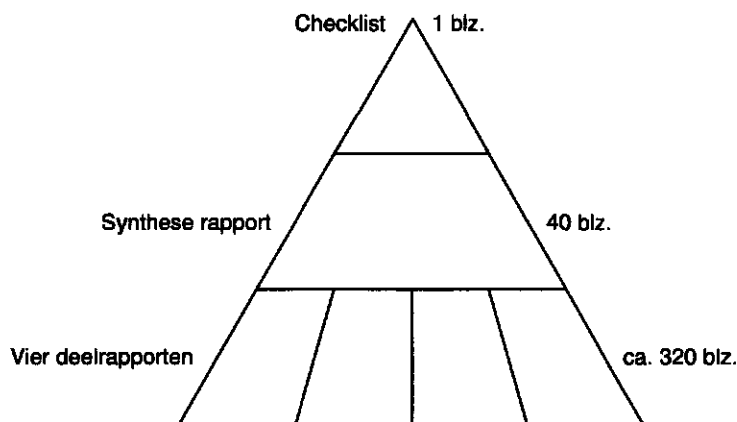 Checklist 1 blz.
Synthese rapport 40 blz.
Vier deelrapporten ca. 320 blz.